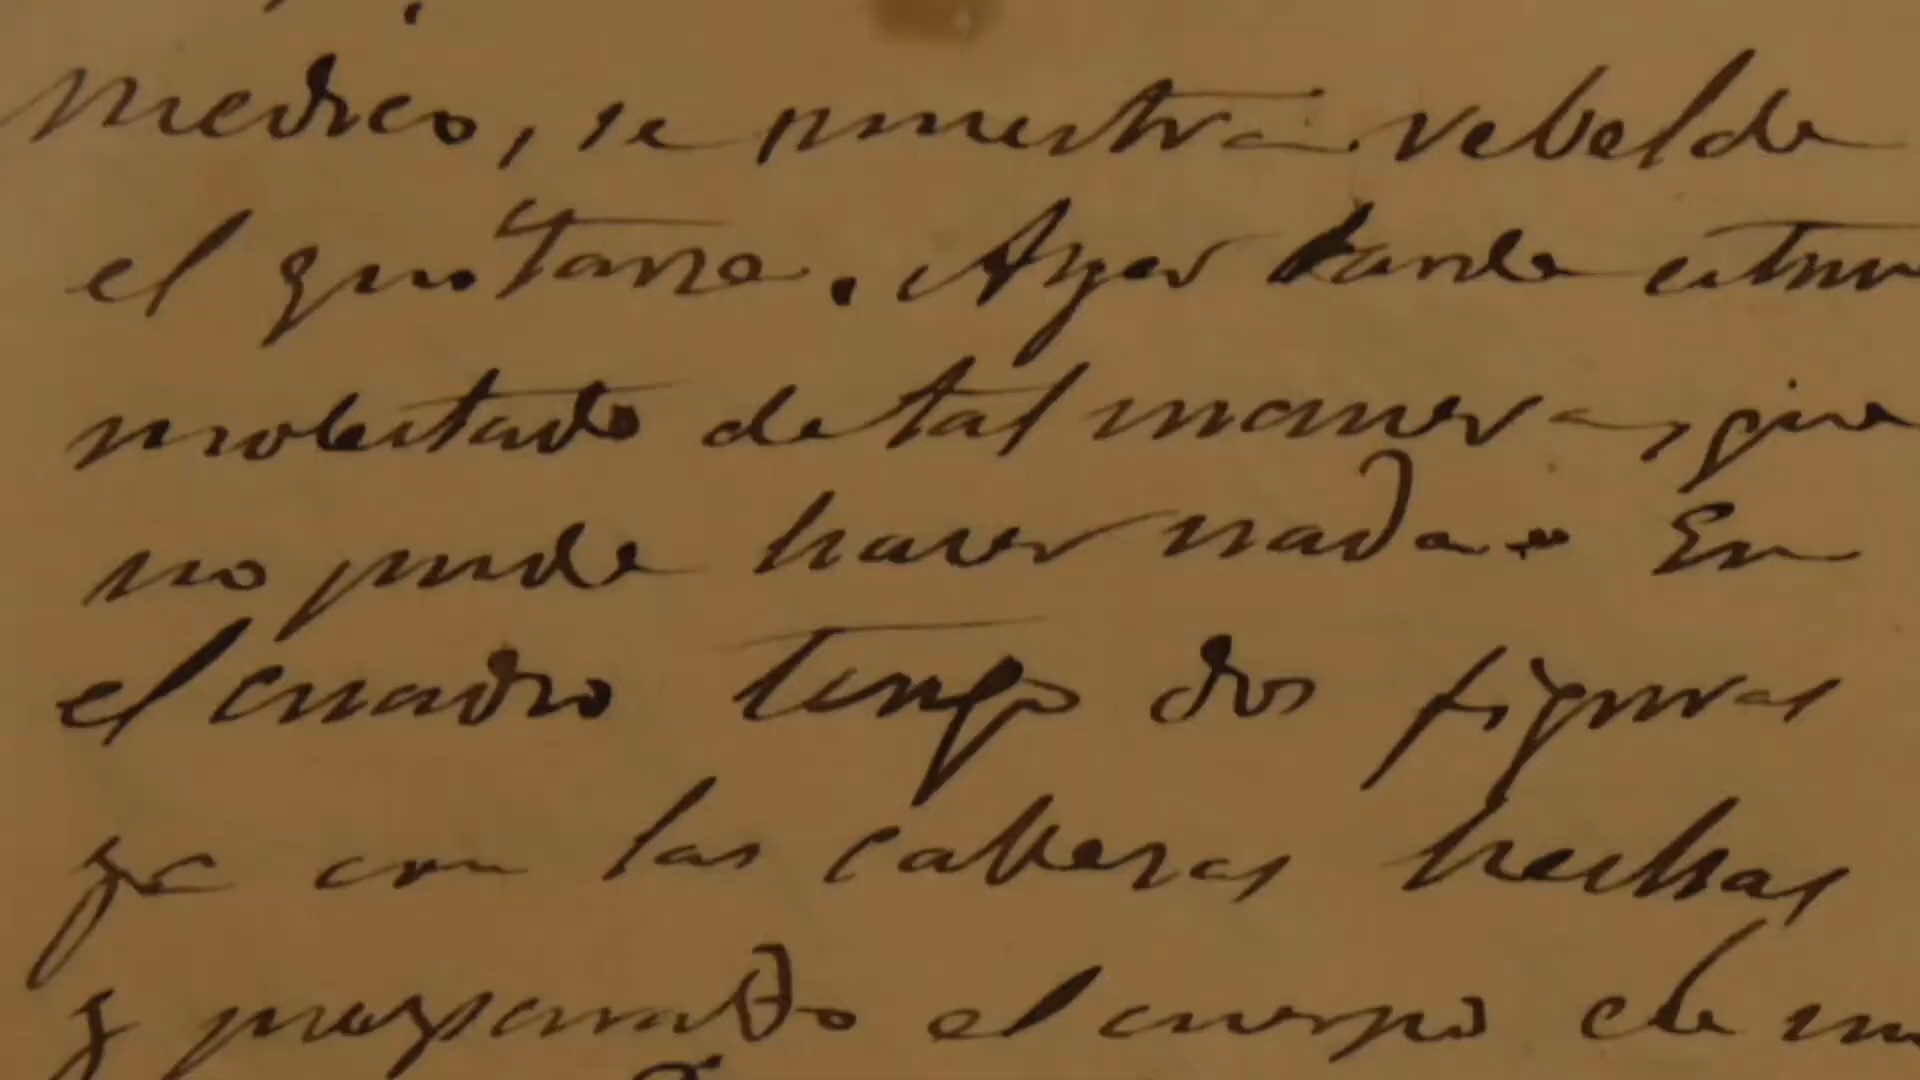 medico, se muestra rebelde
el quitarse. Ayer tarde estuve
molestado de tal manera, que
no pude hacer nada. En
el cuadro tengo dos figuras
ya con las cabezas hechas
y preparado el cuerpo de